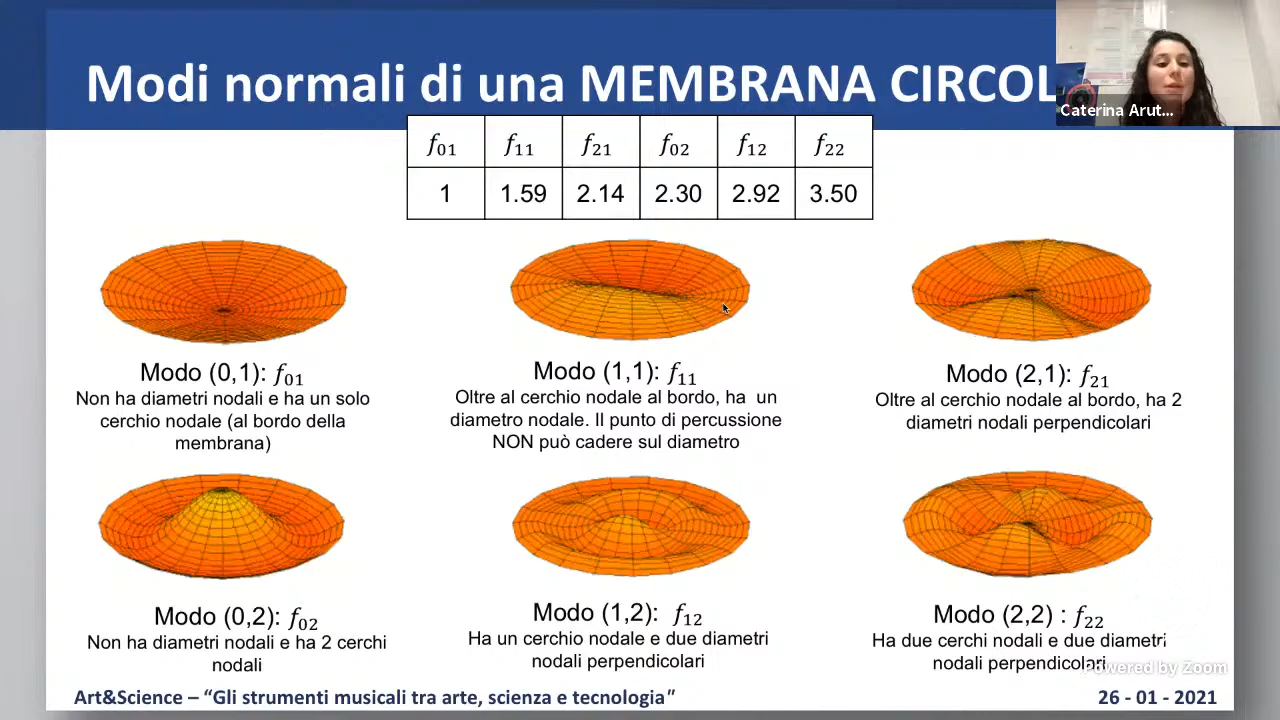 Modi normali di una MEMBRANA CIRCOL
Caterina Arut...
f01 f11 f21 f02 f12 f22
1 1.59 2.14 2.30 2.92 3.50
Modo (0,1): f01
Non ha diametri nodali e ha un solo
cerchio nodale (al bordo della
membrana)
Modo (1,1): f11
Oltre al cerchio nodale al bordo, ha un
diametro nodale. Il punto di percussione
NON può cadere sul diametro
Modo (2,1): f21
Oltre al cerchio nodale al bordo, ha 2
diametri nodali perpendicolari
Modo (0,2): f02
Non ha diametri nodali e ha 2 cerchi
nodali
Modo (1,2): f12
Ha un cerchio nodale e due diametri
nodali perpendicolari
Modo (2,2) : f22
Ha due cerchi nodali e due diametri
nodali perpendicolari
Powered by Zoom
Art&Science – “Gli strumenti musicali tra arte, scienza e tecnologia"
26 - 01 - 2021